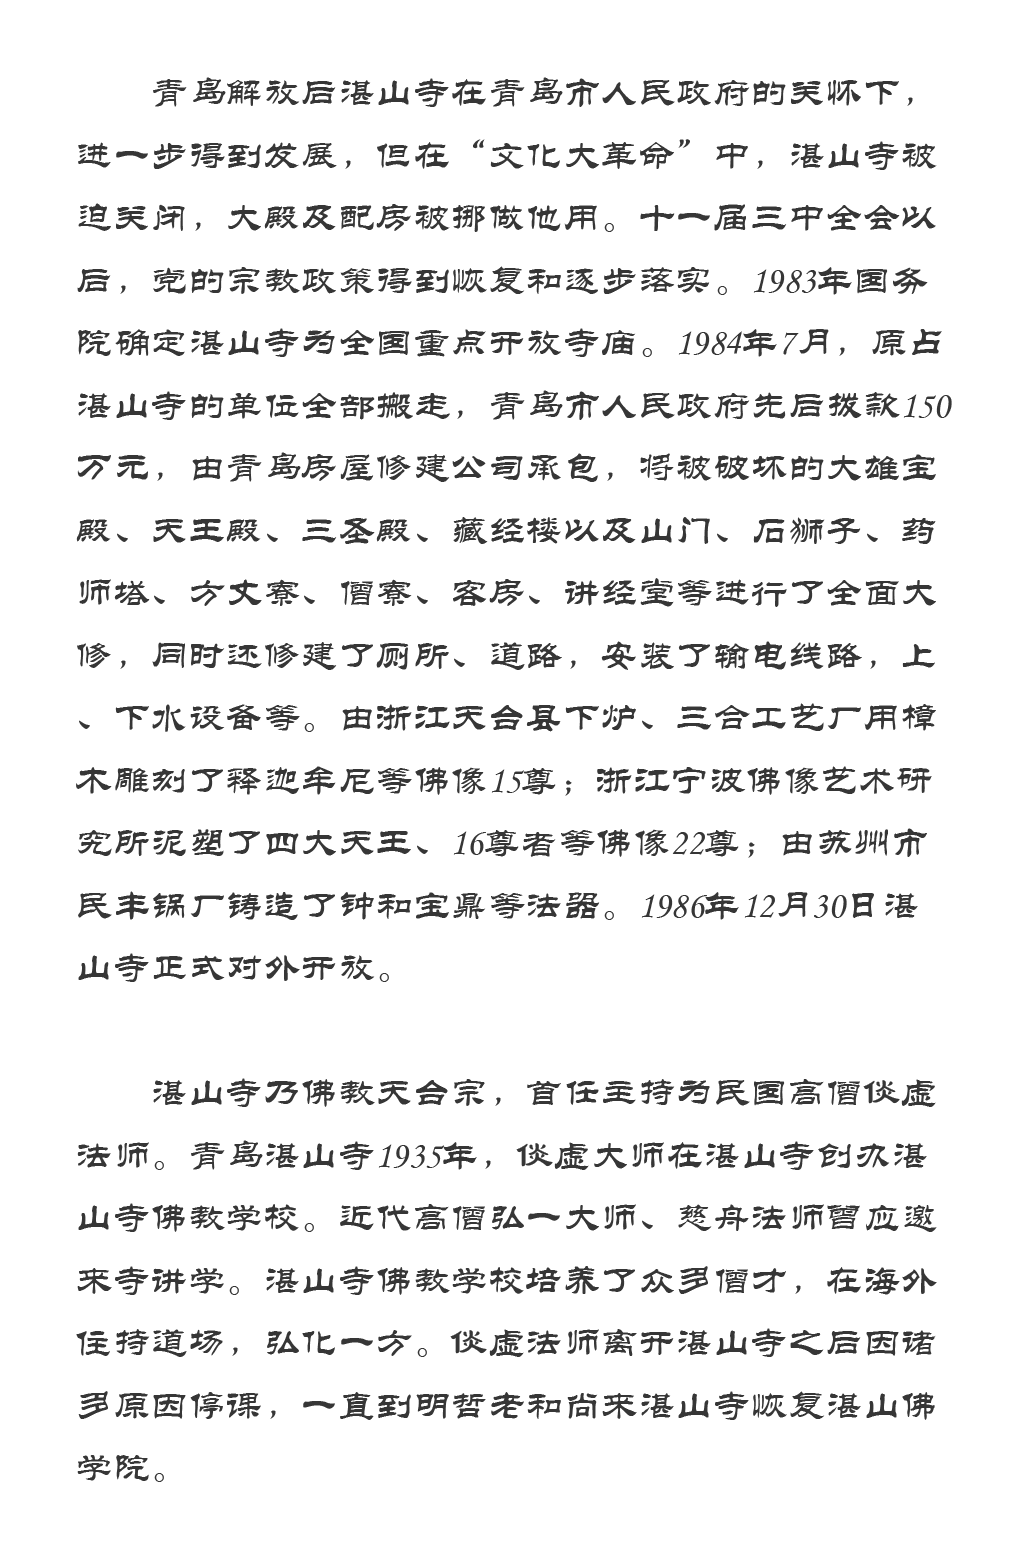 青岛解放后湛山寺在青岛市人民政府的关怀下，
进一步得到发展，但在“文化大革命”中，湛山寺被
迫关闭，大殿及配房被挪做他用。十一届三中全会以
后，党的宗教政策得到恢复和逐步落实。1983年国务
院确定湛山寺为全国重点开放寺庙。1984年7月，原占
湛山寺的单位全部搬走，青岛市人民政府先后拨款150
万元，由青岛房屋修建公司承包，将被破坏的大雄宝
殿、天王殿、三圣殿、藏经楼以及山门、石狮子、药
师塔、方丈寮、僧寮、客房、讲经堂等进行了全面大
修，同时还修建了厕所、道路，安装了输电线路，上
、下水设备等。由浙江天台县下炉、三合工艺厂用樟
木雕刻了释迦牟尼等佛像15尊；浙江宁波佛像艺术研
究所泥塑了四大天王、16尊者等佛像22尊；由苏州市
民丰锅厂铸造了钟和宝鼎等法器。1986年12月30日湛
山寺正式对外开放。
湛山寺乃佛教天台宗，首任主持为民国高僧倓虚
法师。青岛湛山寺1935年，倓虚大师在湛山寺创办湛
山寺佛教学校。近代高僧弘一大师、慈舟法师曾应邀
来寺讲学。湛山寺佛教学校培养了众多僧才，在海外
住持道场，弘化一方。倓虚法师离开湛山寺之后因诸
多原因停课，一直到明哲老和尚来湛山寺恢复湛山佛
学院。